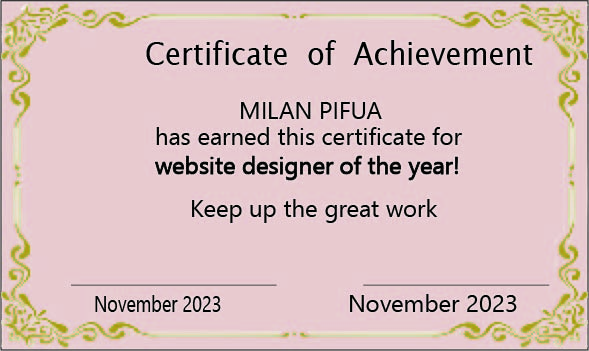 Certificate of Achievement
MILAN PIFUA
has earned this certificate for
website designer of the year!
Keep up the great work
November 2023 November 2023